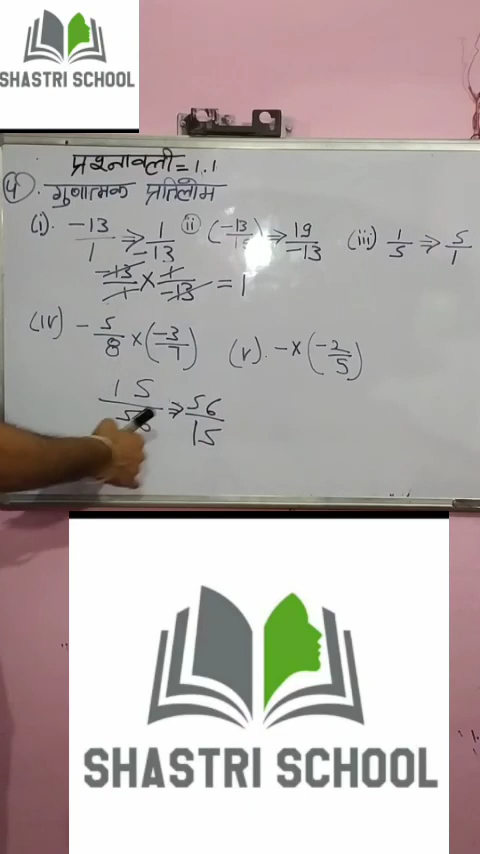 SHASTRI SCHOOL
प्रश्नावली = 1.1
4. गुणात्मक प्रतिलोम
(i). -13/1 ⇒ 1/-13 (ii) (-13/19) ⇒ 19/-13 (iii) 1/5 ⇒ 5/1
-13/1 × 1/-13 = 1
(iv) -5/8 × (-3/7) (v). - × (-2/5)
15/56 ⇒ 56/15
SHASTRI SCHOOL